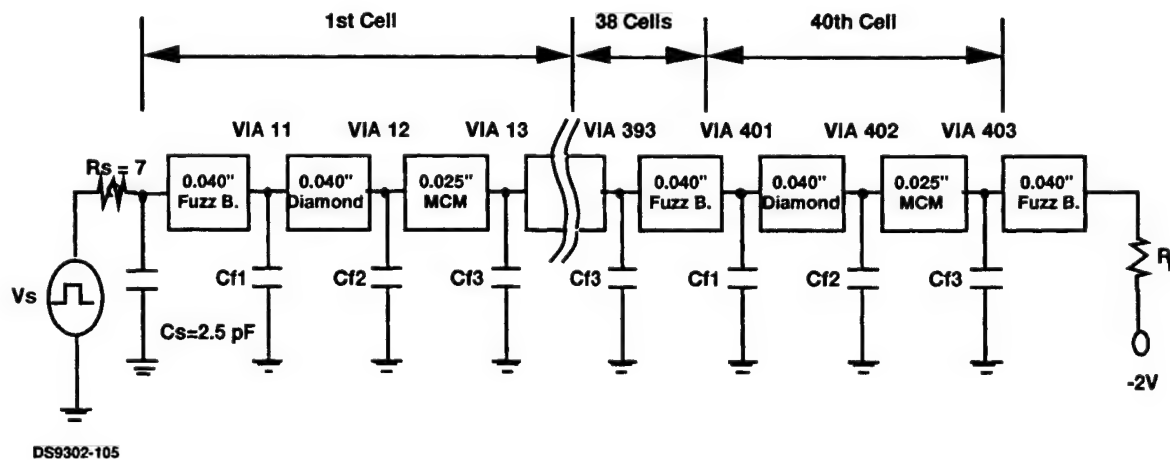 1st Cell
38 Cells
40th Cell
VIA 11
VIA 12
VIA 13
VIA 393
VIA 401
VIA 402
VIA 403
Rs = 7
0.040"
Fuzz B.
0.040"
Diamond
0.025"
MCM
0.040"
Fuzz B.
0.040"
Diamond
0.025"
MCM
0.040"
Fuzz B.
Vs
Cs=2.5 pF
Cf1
Cf2
Cf3
Cf3
Cf1
Cf2
Cf3
-2V
DS9302-105